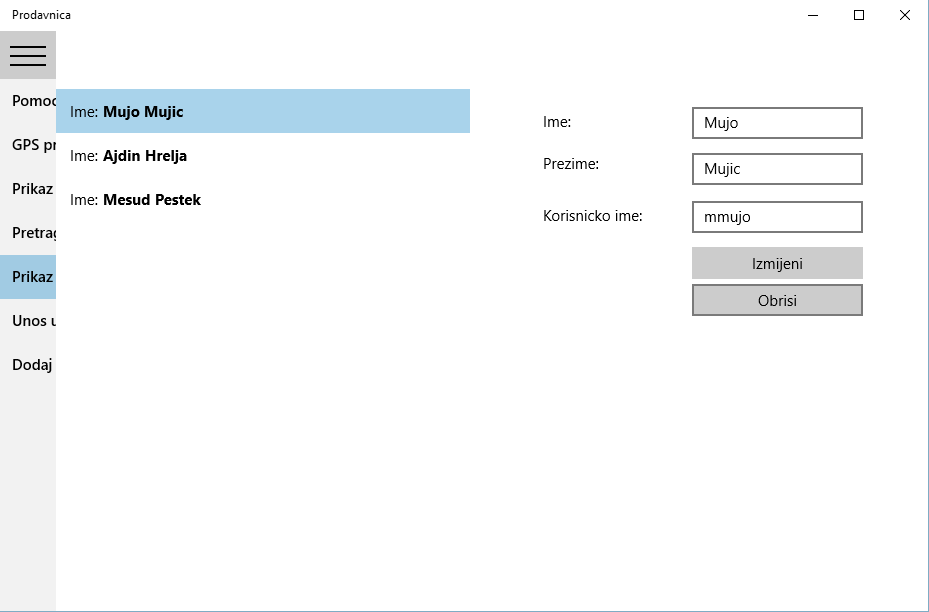 Prodavnica
Pomoc
GPS pr
Prikaz
Pretrag
Prikaz
Unos u
Dodaj
Ime: Mujo Mujic
Ime: Ajdin Hrelja
Ime: Mesud Pestek
Ime: Mujo
Prezime: Mujic
Korisnicko ime: mmujo
Izmijeni
Obrisi